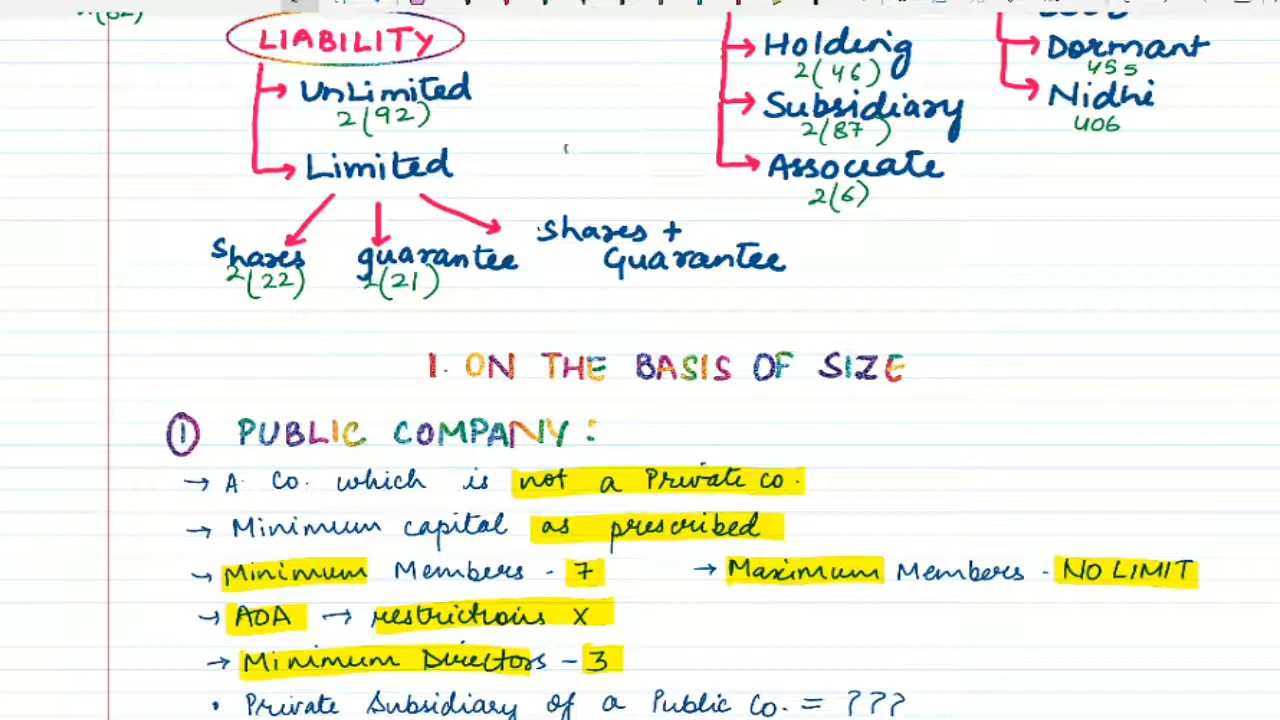 LIABILITY
UnLimited
2(92)
Limited
Shares
2(22)
guarantee
2(21)
Shares +
Guarantee
Holding
2(46)
Subsidiary
2(87)
Associate
2(6)
Dormant
455
Nidhi
406
1. ON THE BASIS OF SIZE
① PUBLIC COMPANY :
→ A Co. which is not a Private co.
→ Minimum capital as prescribed
→ Minimum Members - 7 → Maximum Members - NO LIMIT
→ AOA → restrictions X
→ Minimum Directors - 3
• Private Subsidiary of a Public Co. = ???